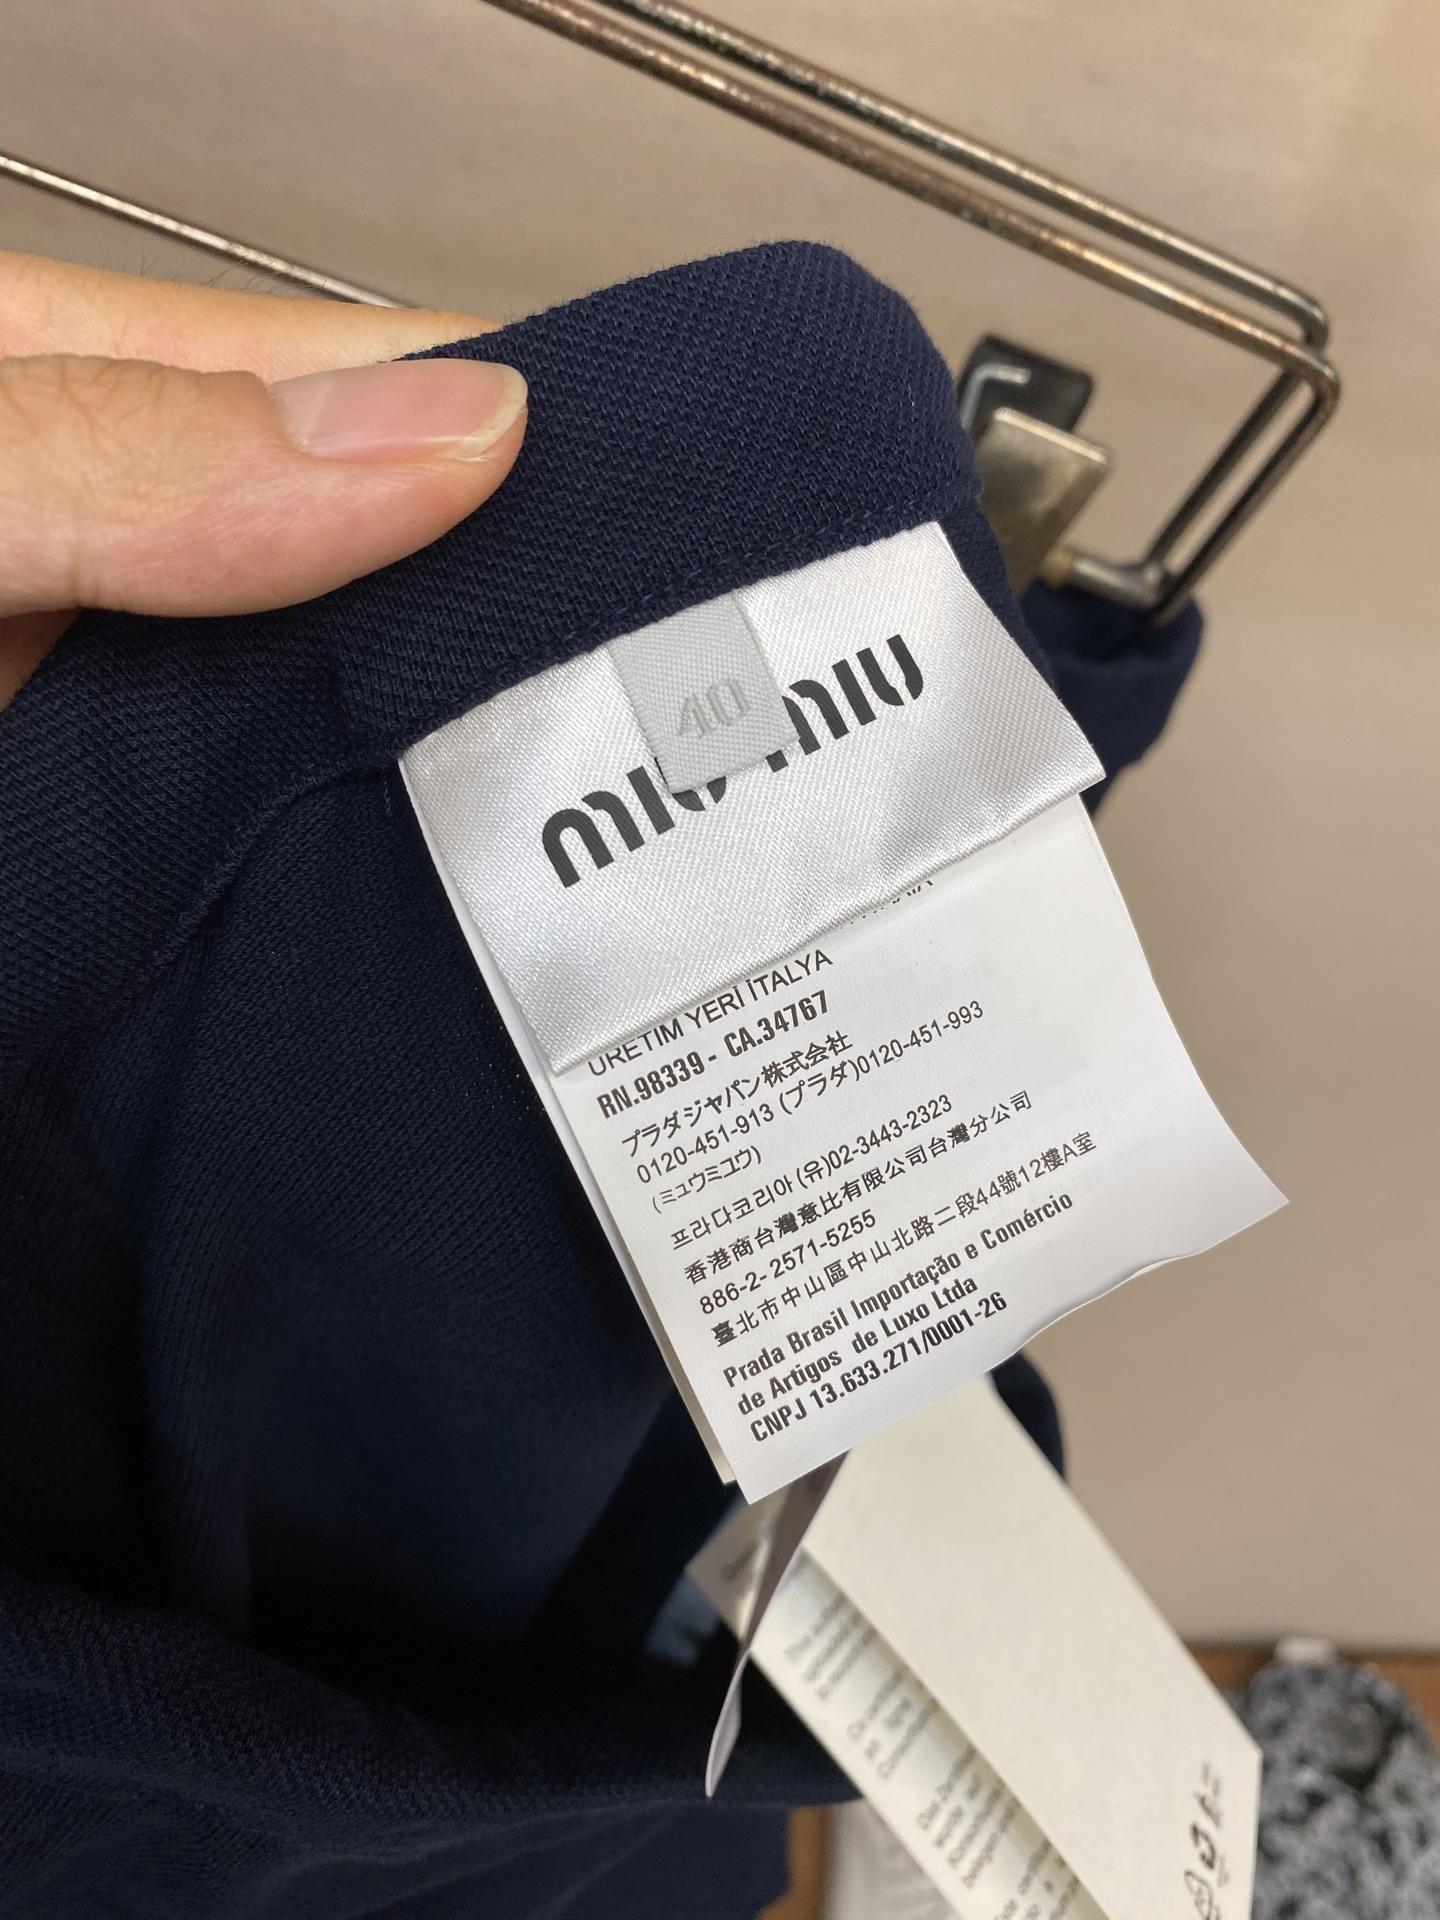 40
miu miu
ÜRETİM YERİ İTALYA
RN.98339 - CA.34767
プラダジャパン株式会社
0120-451-913 (プラダ)0120-451-993
(ミュウミュウ)
프라다코리아 (유)02-3443-2323
香港商台灣意比有限公司台灣分公司
886-2- 2571-5255
臺北市中山區中山北路二段44號12樓A室
Prada Brasil Importação e Comércio
de Artigos de Luxo Ltda
CNPJ 13.633.271/0001-26